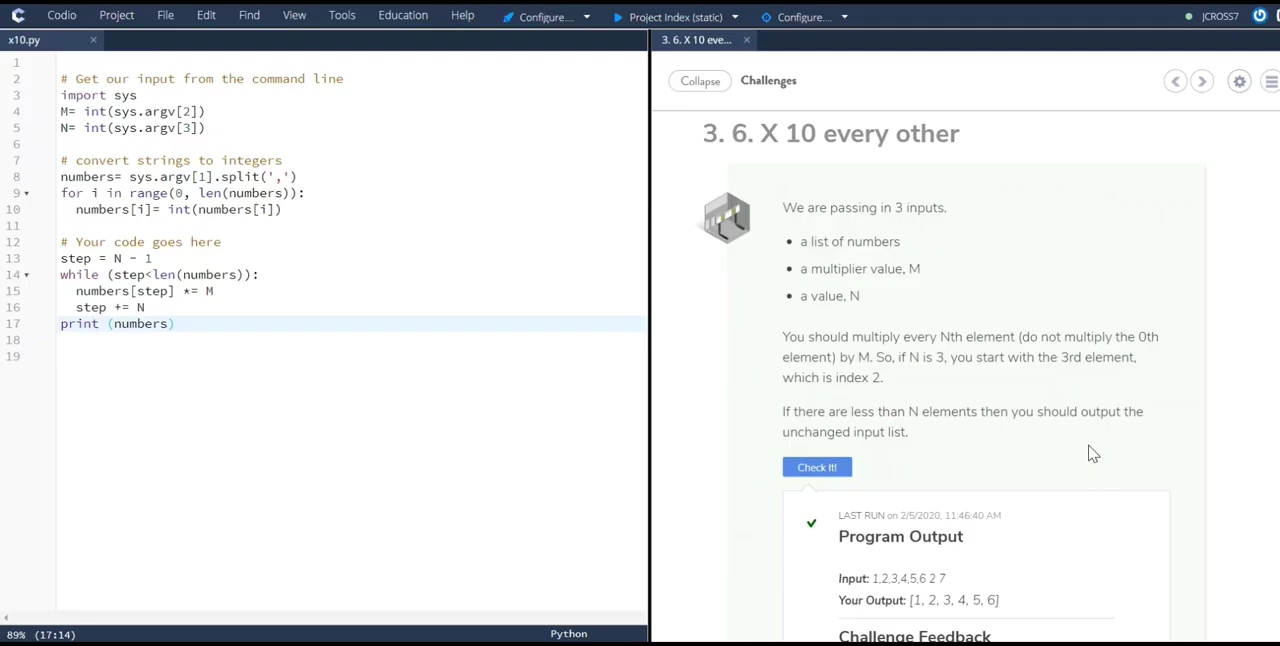 Codio Project File Edit Find View Tools Education Help Configure.... Project Index (static) Configure.... JCROSS7
x10.py ×
3. 6. X 10 eve... ×
1
2 # Get our input from the command line
3 import sys
4 M= int(sys.argv[2])
5 N= int(sys.argv[3])
6
7 # convert strings to integers
8 numbers= sys.argv[1].split(',')
9 for i in range(0, len(numbers)):
10 numbers[i]= int(numbers[i])
11
12 # Your code goes here
13 step = N - 1
14 while (step<len(numbers)):
15 numbers[step] *= M
16 step += N
17 print (numbers)
18
19
89% (17:14) Python
Collapse Challenges
3. 6. X 10 every other
We are passing in 3 inputs.
• a list of numbers
• a multiplier value, M
• a value, N
You should multiply every Nth element (do not multiply the 0th
element) by M. So, if N is 3, you start with the 3rd element,
which is index 2.
If there are less than N elements then you should output the
unchanged input list.
Check It!
LAST RUN on 2/5/2020, 11:46:40 AM
Program Output
Input: 1,2,3,4,5,6 2 7
Your Output: [1, 2, 3, 4, 5, 6]
Challenge Feedback